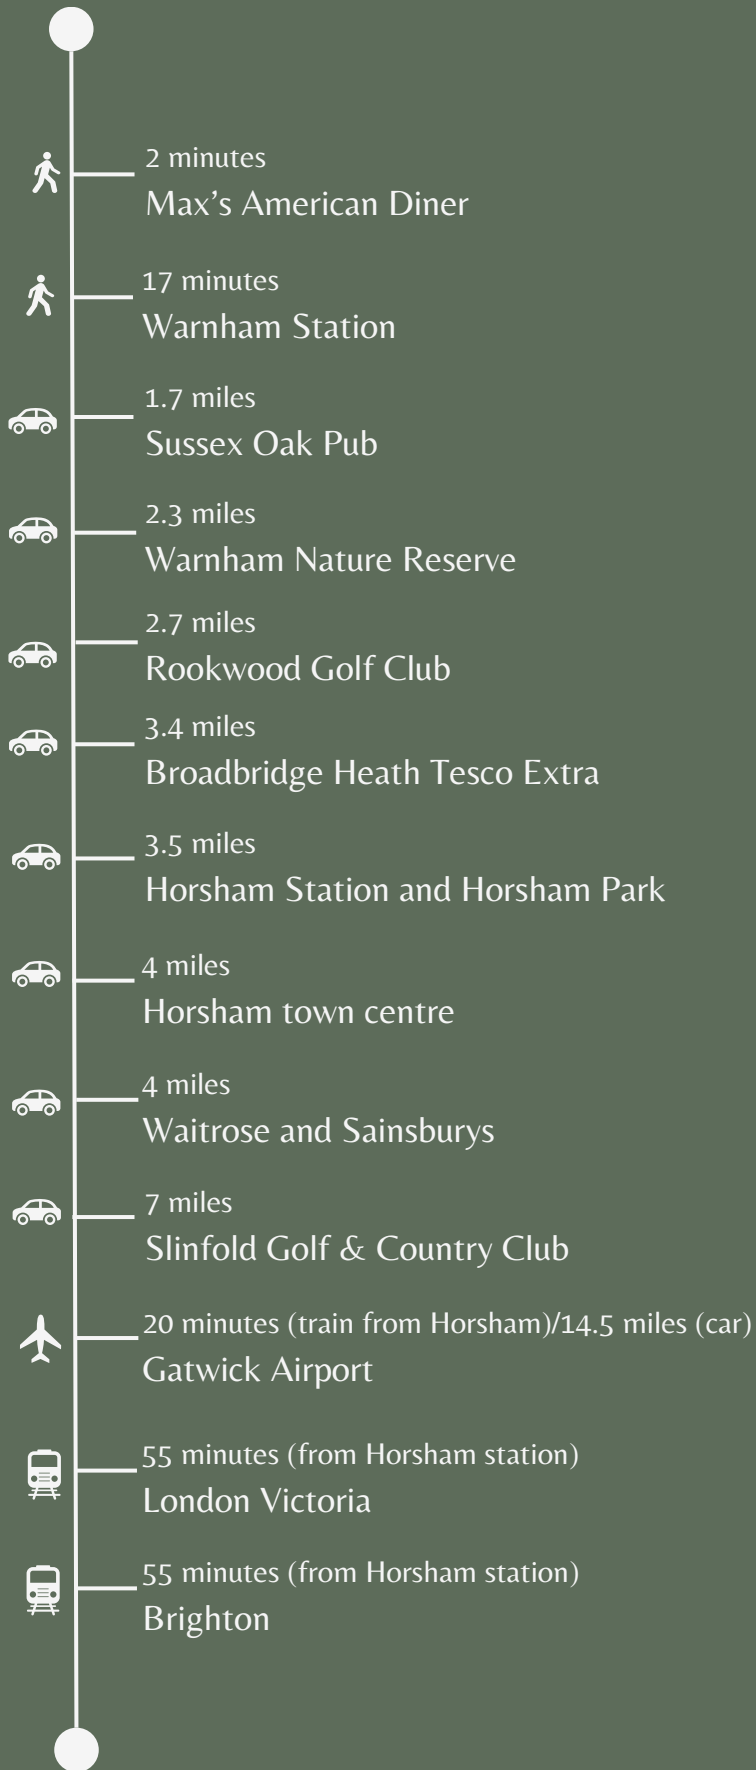 2 minutes
Max's American Diner
17 minutes
Warnham Station
1.7 miles
Sussex Oak Pub
2.3 miles
Warnham Nature Reserve
2.7 miles
Rookwood Golf Club
3.4 miles
Broadbridge Heath Tesco Extra
3.5 miles
Horsham Station and Horsham Park
4 miles
Horsham town centre
4 miles
Waitrose and Sainsburys
7 miles
Slinfold Golf & Country Club
20 minutes (train from Horsham)/14.5 miles (car)
Gatwick Airport
55 minutes (from Horsham station)
London Victoria
55 minutes (from Horsham station)
Brighton